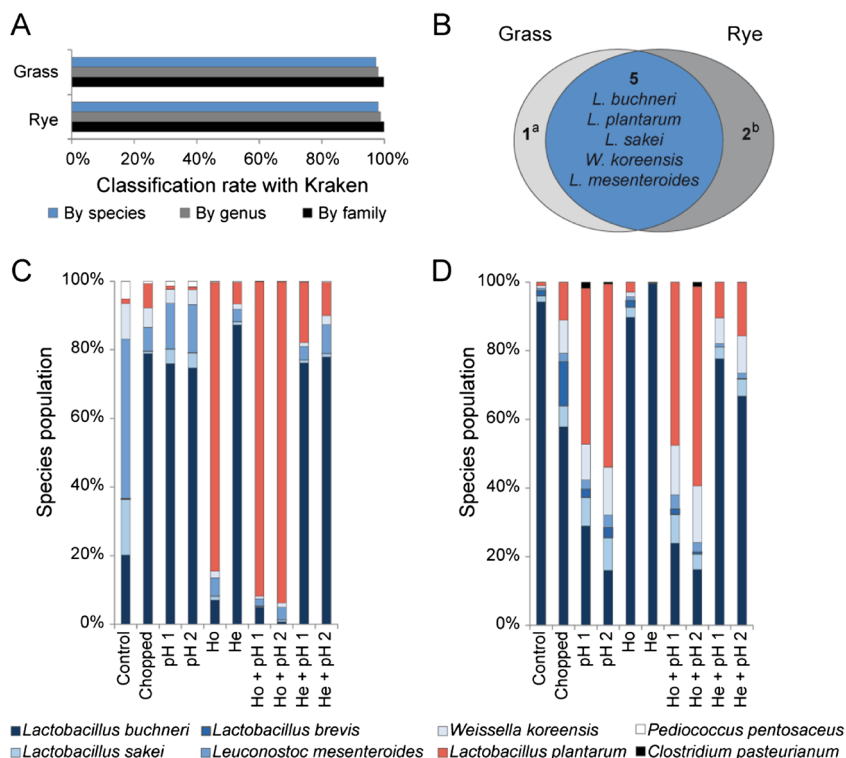 A
Grass
Rye
0% 20% 40% 60% 80% 100%
Classification rate with Kraken
By species By genus By family
B
Grass Rye
5
L. buchneri
L. plantarum
L. sakei
W. koreensis
L. mesenteroides
1a
2b
C
Species population
100%
80%
60%
40%
20%
0%
Control
Chopped
pH 1
pH 2
Ho
He
Ho + pH 1
Ho + pH 2
He + pH 1
He + pH 2
D
Species population
100%
80%
60%
40%
20%
0%
Control
Chopped
pH 1
pH 2
Ho
He
Ho + pH 1
Ho + pH 2
He + pH 1
He + pH 2
Lactobacillus buchneri Lactobacillus brevis Weissella koreensis Pediococcus pentosaceus
Lactobacillus sakei Leuconostoc mesenteroides Lactobacillus plantarum Clostridium pasteurianum